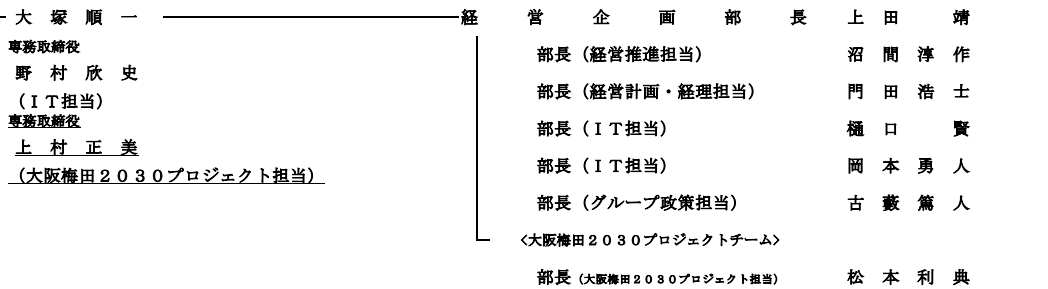 大塚順一
専務取締役
野村欣史
（ＩＴ担当）
専務取締役
上村正美
（大阪梅田２０３０プロジェクト担当）
経営企画部長 上田靖
部長（経営推進担当） 沼間淳作
部長（経営計画・経理担当） 門田浩士
部長（ＩＴ担当） 樋口賢
部長（ＩＴ担当） 岡本勇人
部長（グループ政策担当） 古藪篤人
<大阪梅田２０３０プロジェクトチーム>
部長（大阪梅田２０３０プロジェクト担当） 松本利典